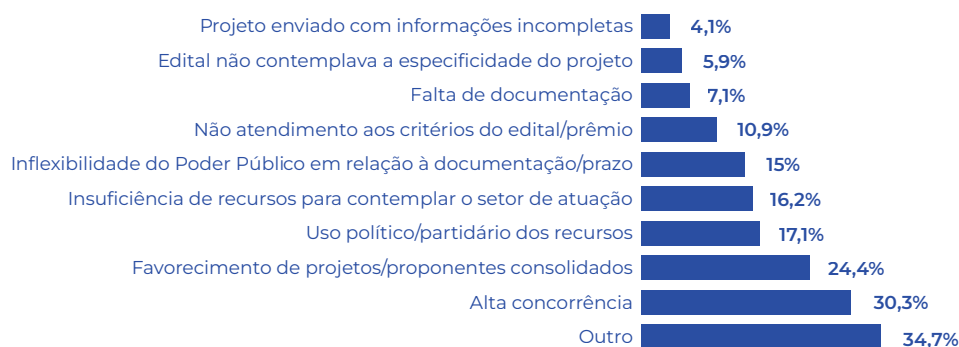 Projeto enviado com informações incompletas 4,1%
Edital não contemplava a especificidade do projeto 5,9%
Falta de documentação 7,1%
Não atendimento aos critérios do edital/prêmio 10,9%
Inflexibilidade do Poder Público em relação à documentação/prazo 15%
Insuficiência de recursos para contemplar o setor de atuação 16,2%
Uso político/partidário dos recursos 17,1%
Favorecimento de projetos/proponentes consolidados 24,4%
Alta concorrência 30,3%
Outro 34,7%